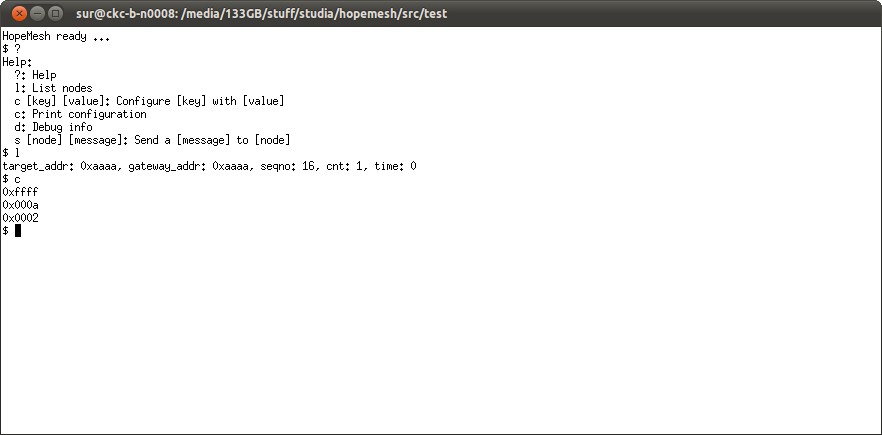 sur@ckc-b-n0008: /media/133GB/stuff/studia/hopemesh/src/test
HopeMesh ready ...
$ ?
Help:
  ?: Help
  l: List nodes
  c [key] [value]: Configure [key] with [value]
  c: Print configuration
  d: Debug info
  s [node] [message]: Send a [message] to [node]
$ l
target_addr: 0xaaaa, gateway_addr: 0xaaaa, seqno: 16, cnt: 1, time: 0
$ c
0xffff
0x000a
0x0002
$